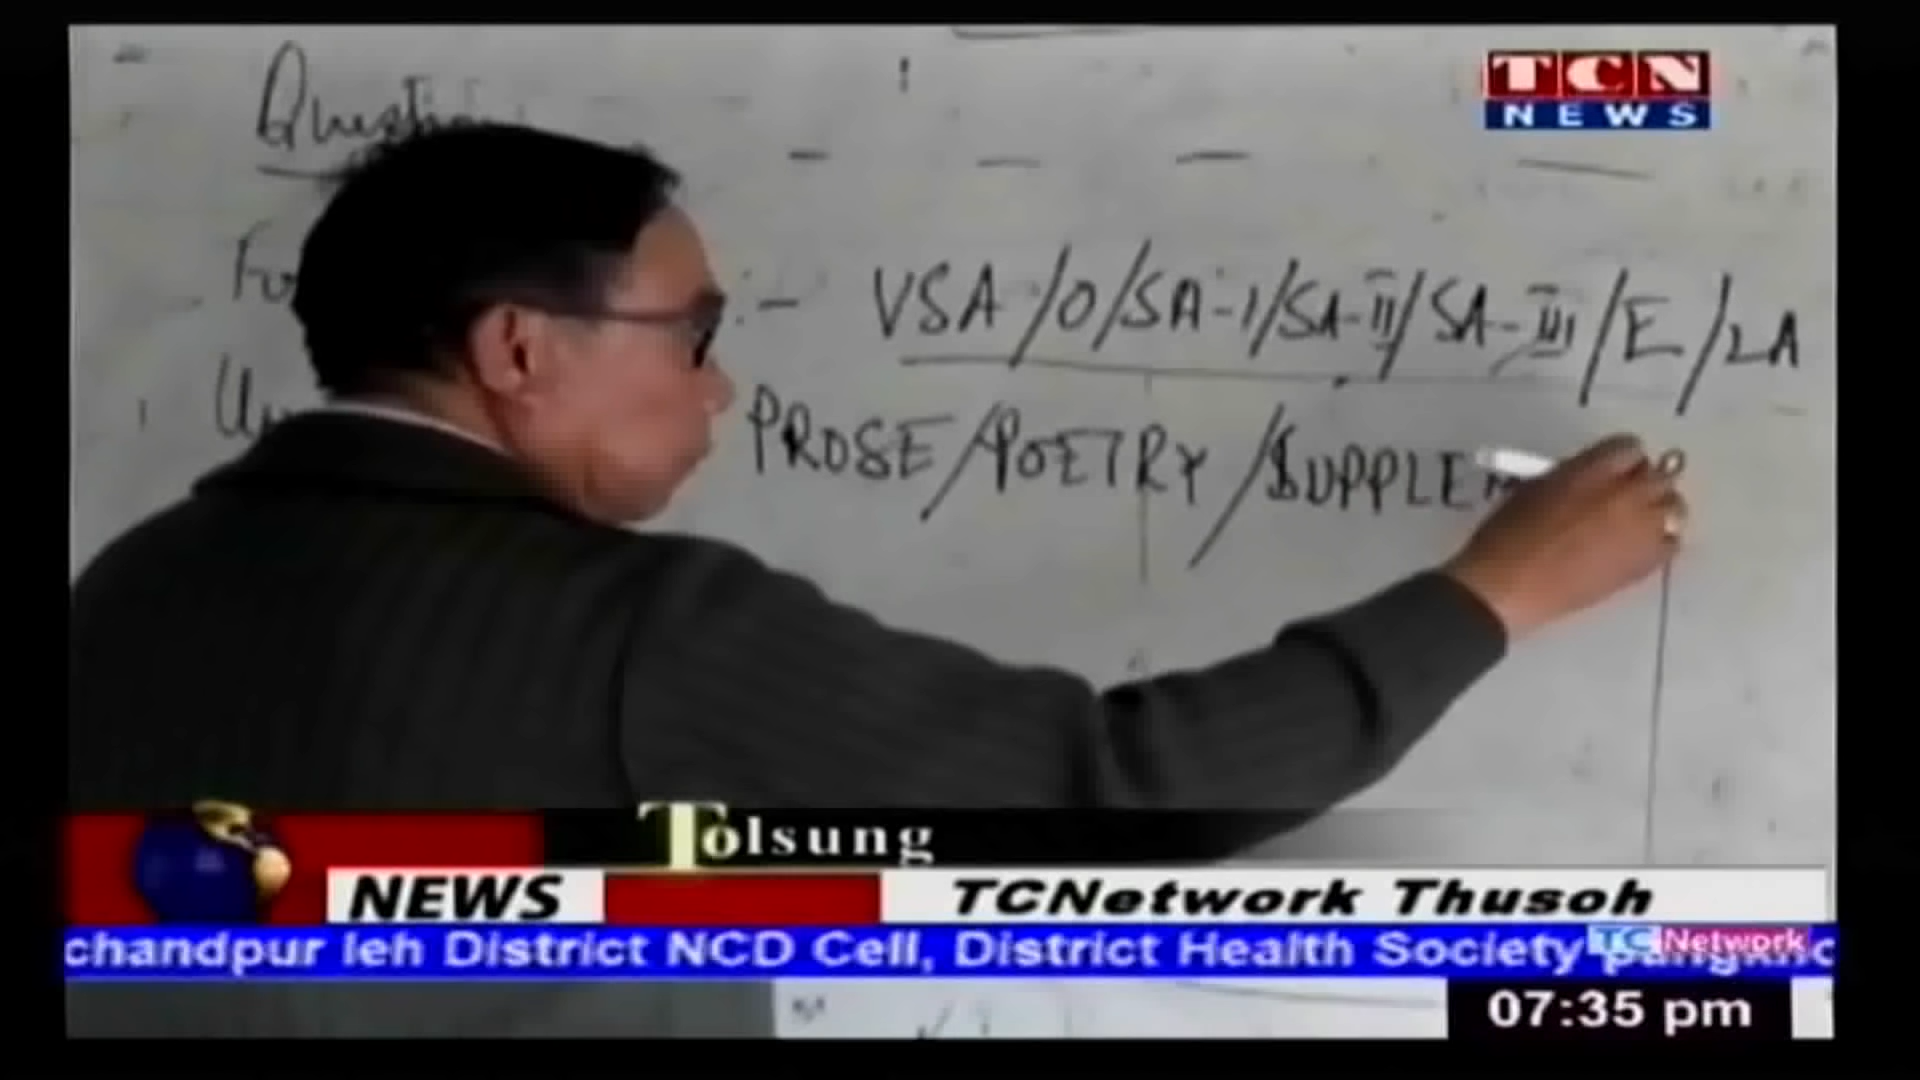 TCN
NEWS
:- VSA/O/SA-I/SA-II/SA-III/E/LA
PROSE/POETRY/
Tolsung
NEWS
TCNetwork Thusoh
chandpur leh District NCD Cell, District Health Society
TCNetwork
07:35 pm